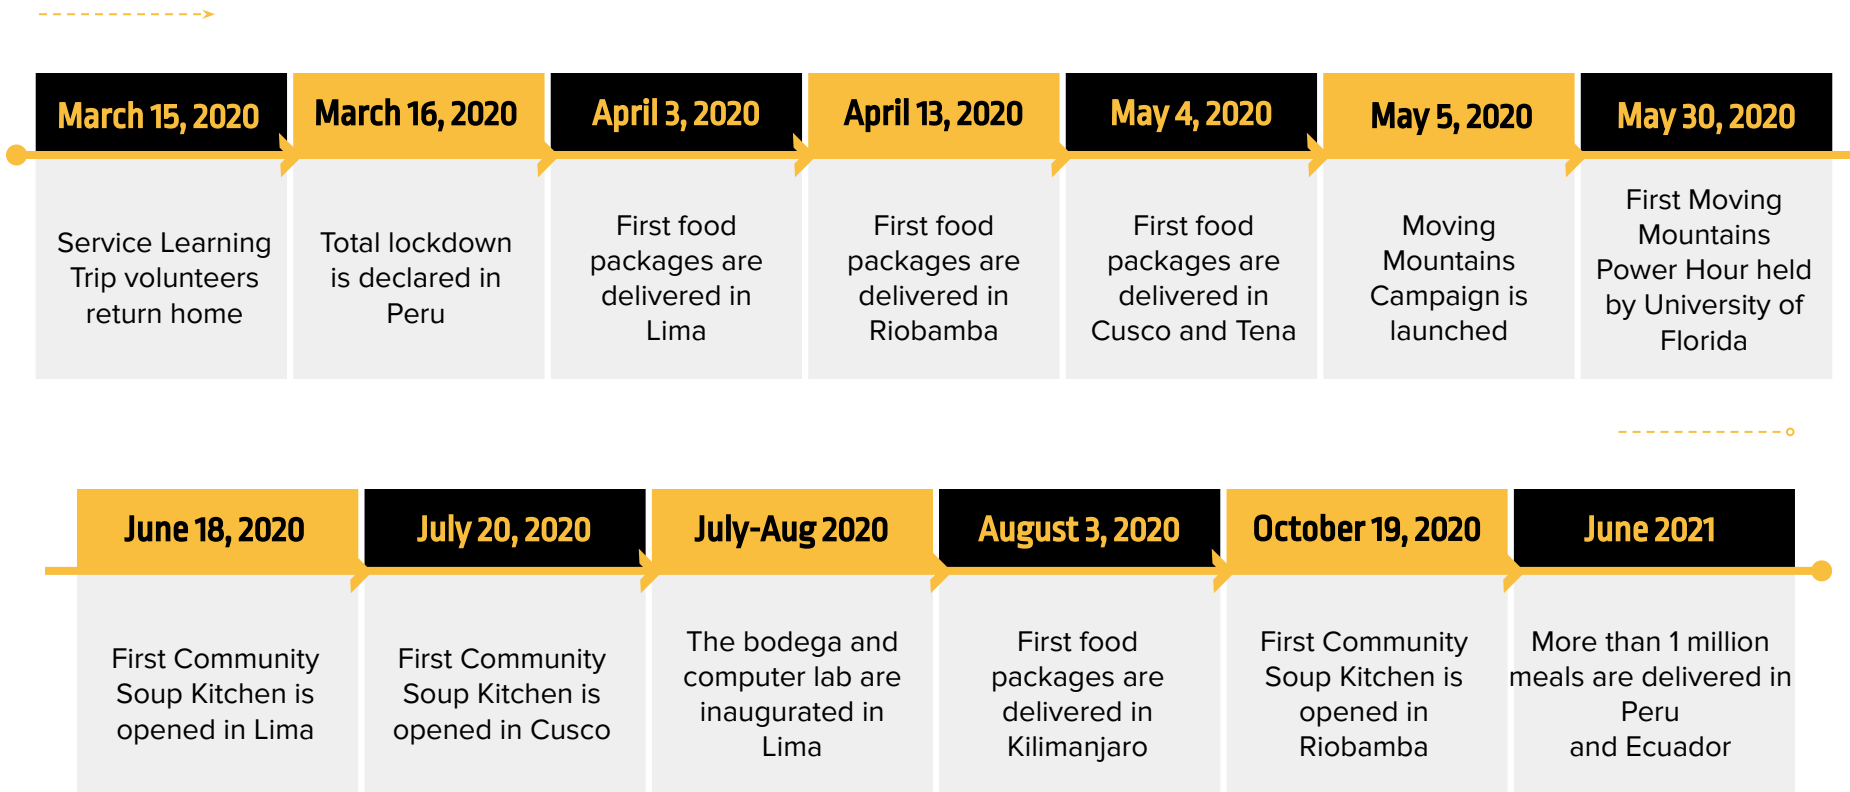 March 15, 2020
Service Learning
Trip volunteers
return home
March 16, 2020
Total lockdown
is declared in
Peru
April 3, 2020
First food
packages are
delivered in
Lima
April 13, 2020
First food
packages are
delivered in
Riobamba
May 4, 2020
First food
packages are
delivered in
Cusco and Tena
May 5, 2020
Moving
Mountains
Campaign is
launched
May 30, 2020
First Moving
Mountains
Power Hour held
by University of
Florida
June 18, 2020
First Community
Soup Kitchen is
opened in Lima
July 20, 2020
First Community
Soup Kitchen is
opened in Cusco
July-Aug 2020
The bodega and
computer lab are
inaugurated in
Lima
August 3, 2020
First food
packages are
delivered in
Kilimanjaro
October 19, 2020
First Community
Soup Kitchen is
opened in
Riobamba
June 2021
More than 1 million
meals are delivered in
Peru
and Ecuador